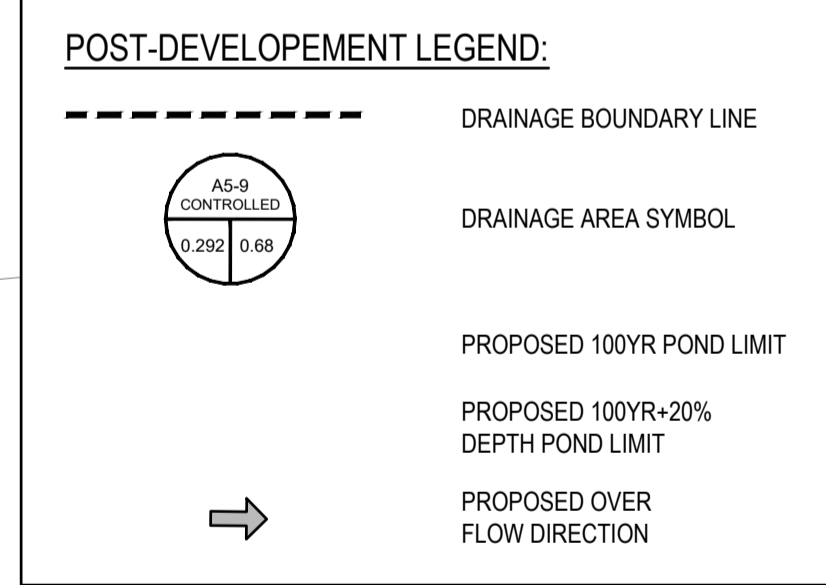 POST-DEVELOPEMENT LEGEND:
DRAINAGE BOUNDARY LINE
A5-9
CONTROLLED
0.292 0.68
DRAINAGE AREA SYMBOL
PROPOSED 100YR POND LIMIT
PROPOSED 100YR+20%
DEPTH POND LIMIT
PROPOSED OVER
FLOW DIRECTION